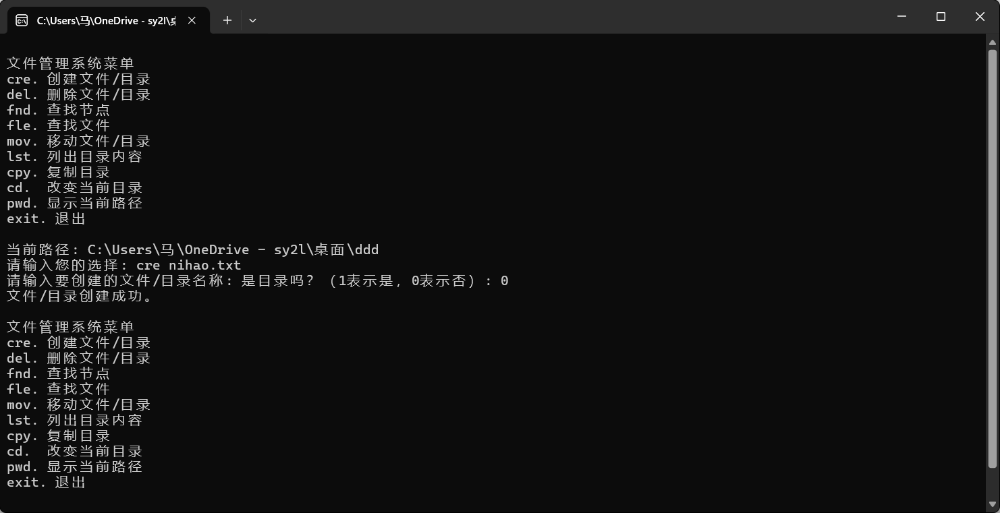 C:\Users\马\OneDrive - sy2l\
文件管理系统菜单
cre. 创建文件/目录
del. 删除文件/目录
fnd. 查找节点
fle. 查找文件
mov. 移动文件/目录
lst. 列出目录内容
cpy. 复制目录
cd.  改变当前目录
pwd. 显示当前路径
exit. 退出
当前路径: C:\Users\马\OneDrive - sy2l\桌面\ddd
请输入您的选择: cre nihao.txt
请输入要创建的文件/目录名称: 是目录吗? （1表示是, 0表示否）: 0
文件/目录创建成功。
文件管理系统菜单
cre. 创建文件/目录
del. 删除文件/目录
fnd. 查找节点
fle. 查找文件
mov. 移动文件/目录
lst. 列出目录内容
cpy. 复制目录
cd.  改变当前目录
pwd. 显示当前路径
exit. 退出